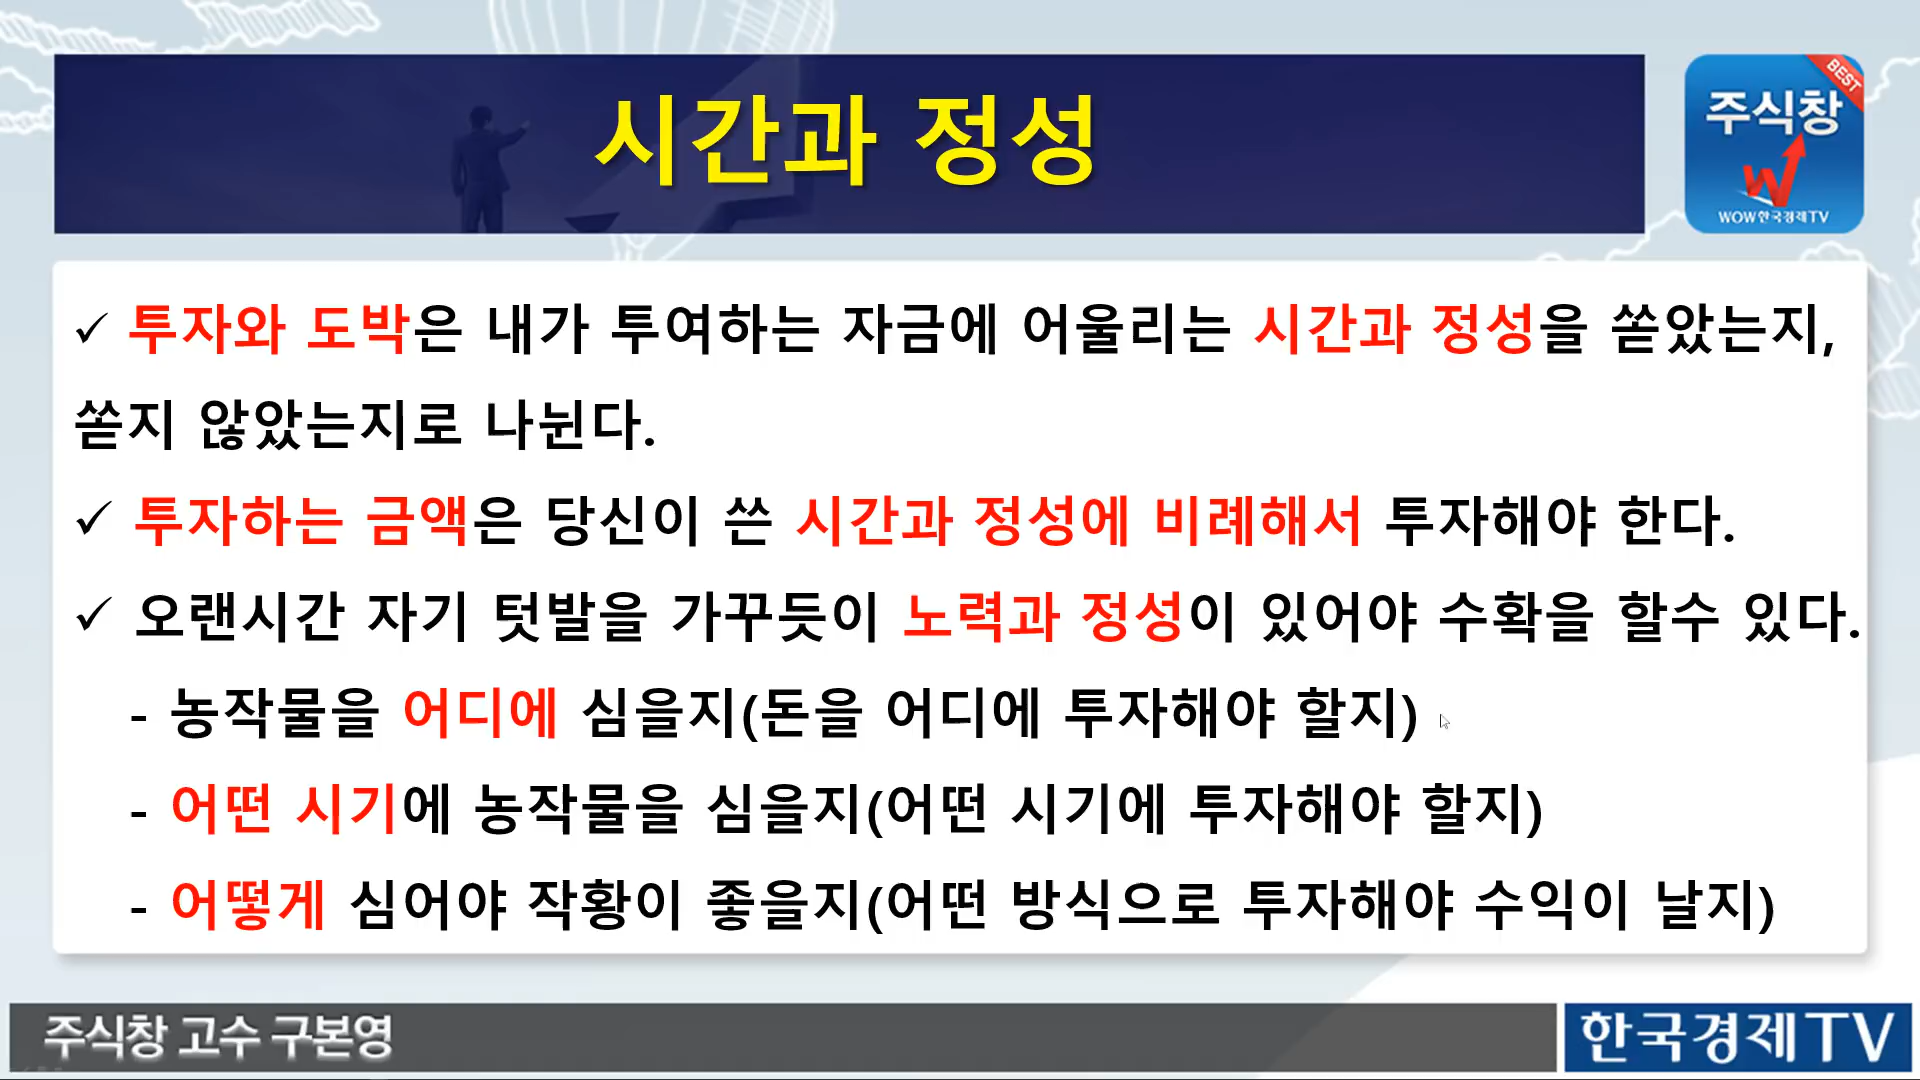 시간과 정성
BEST
주식창
W
WOW한국경제TV
✓ 투자와 도박은 내가 투여하는 자금에 어울리는 시간과 정성을 쏟았는지,
쏟지 않았는지로 나뉜다.
✓ 투자하는 금액은 당신이 쓴 시간과 정성에 비례해서 투자해야 한다.
✓ 오랜시간 자기 텃발을 가꾸듯이 노력과 정성이 있어야 수확을 할수 있다.
- 농작물을 어디에 심을지(돈을 어디에 투자해야 할지)
- 어떤 시기에 농작물을 심을지(어떤 시기에 투자해야 할지)
- 어떻게 심어야 작황이 좋을지(어떤 방식으로 투자해야 수익이 날지)
주식창 고수 구본영
한국경제TV